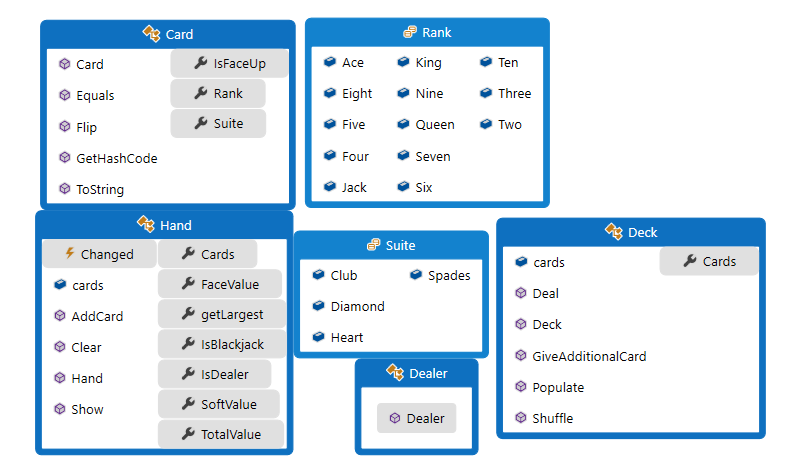 Card
Card
Equals
Flip
GetHashCode
ToString
IsFaceUp
Rank
Suite
Rank
Ace
Eight
Five
Four
Jack
King
Nine
Queen
Seven
Six
Ten
Three
Two
Hand
Changed
cards
AddCard
Clear
Hand
Show
Cards
FaceValue
getLargest
IsBlackjack
IsDealer
SoftValue
TotalValue
Suite
Club
Diamond
Heart
Spades
Dealer
Dealer
Deck
cards
Deal
Deck
GiveAdditionalCard
Populate
Shuffle
Cards